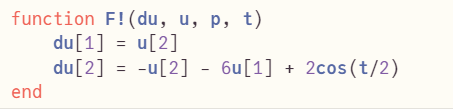 function F!(du, u, p, t)
    du[1] = u[2]
    du[2] = -u[2] - 6u[1] + 2cos(t/2)
end